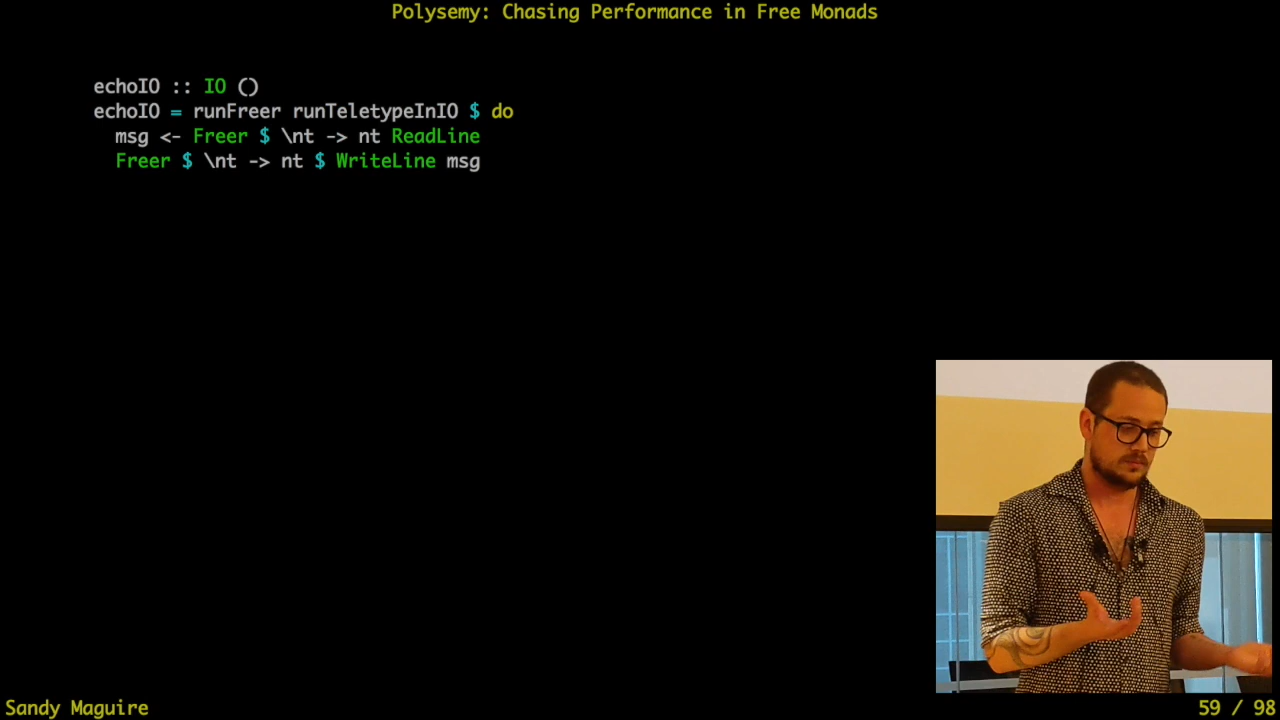 Polysemy: Chasing Performance in Free Monads
echoIO :: IO ()
echoIO = runFreer runTeletypeInIO $ do
  msg <- Freer $ \nt -> nt ReadLine
  Freer $ \nt -> nt $ WriteLine msg
Sandy Maguire
59 / 98